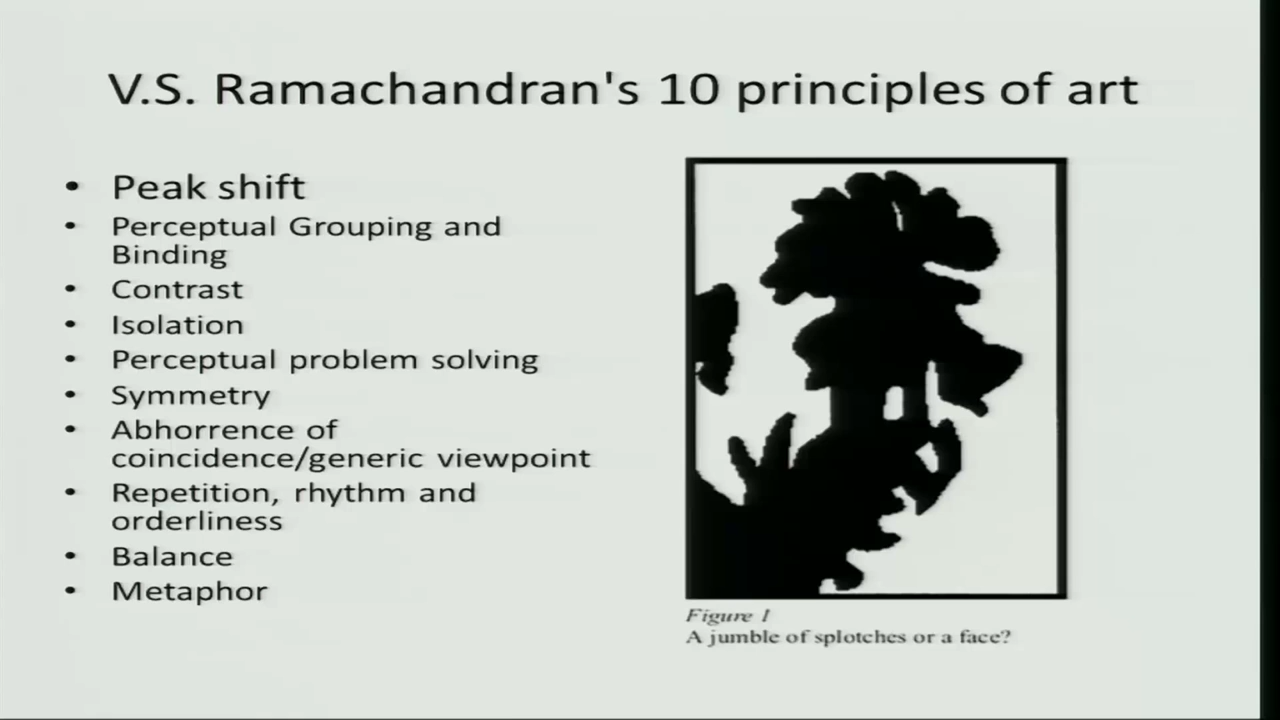 V.S. Ramachandran's 10 principles of art
• Peak shift
• Perceptual Grouping and
Binding
• Contrast
• Isolation
• Perceptual problem solving
• Symmetry
• Abhorrence of
coincidence/generic viewpoint
• Repetition, rhythm and
orderliness
• Balance
• Metaphor
Figure 1
A jumble of splotches or a face?